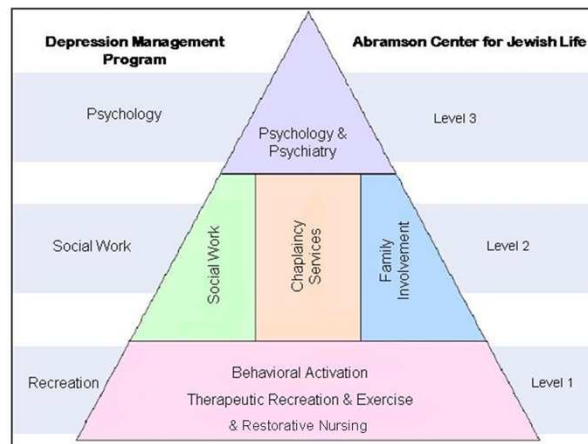 Depression Management
Program
Abramson Center for Jewish Life
Psychology
Psychology &
Psychiatry
Level 3
Social Work
Social Work
Chaplaincy
Services
Family
Involvement
Level 2
Recreation
Behavioral Activation
Therapeutic Recreation & Exercise
& Restorative Nursing
Level 1